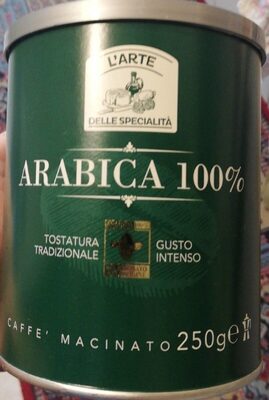 L'ARTE
DELLE SPECIALITÀ
ARABICA 100%
TOSTATURA GUSTO
TRADIZIONALE INTENSO
CAFFE' MACINATO 250g e